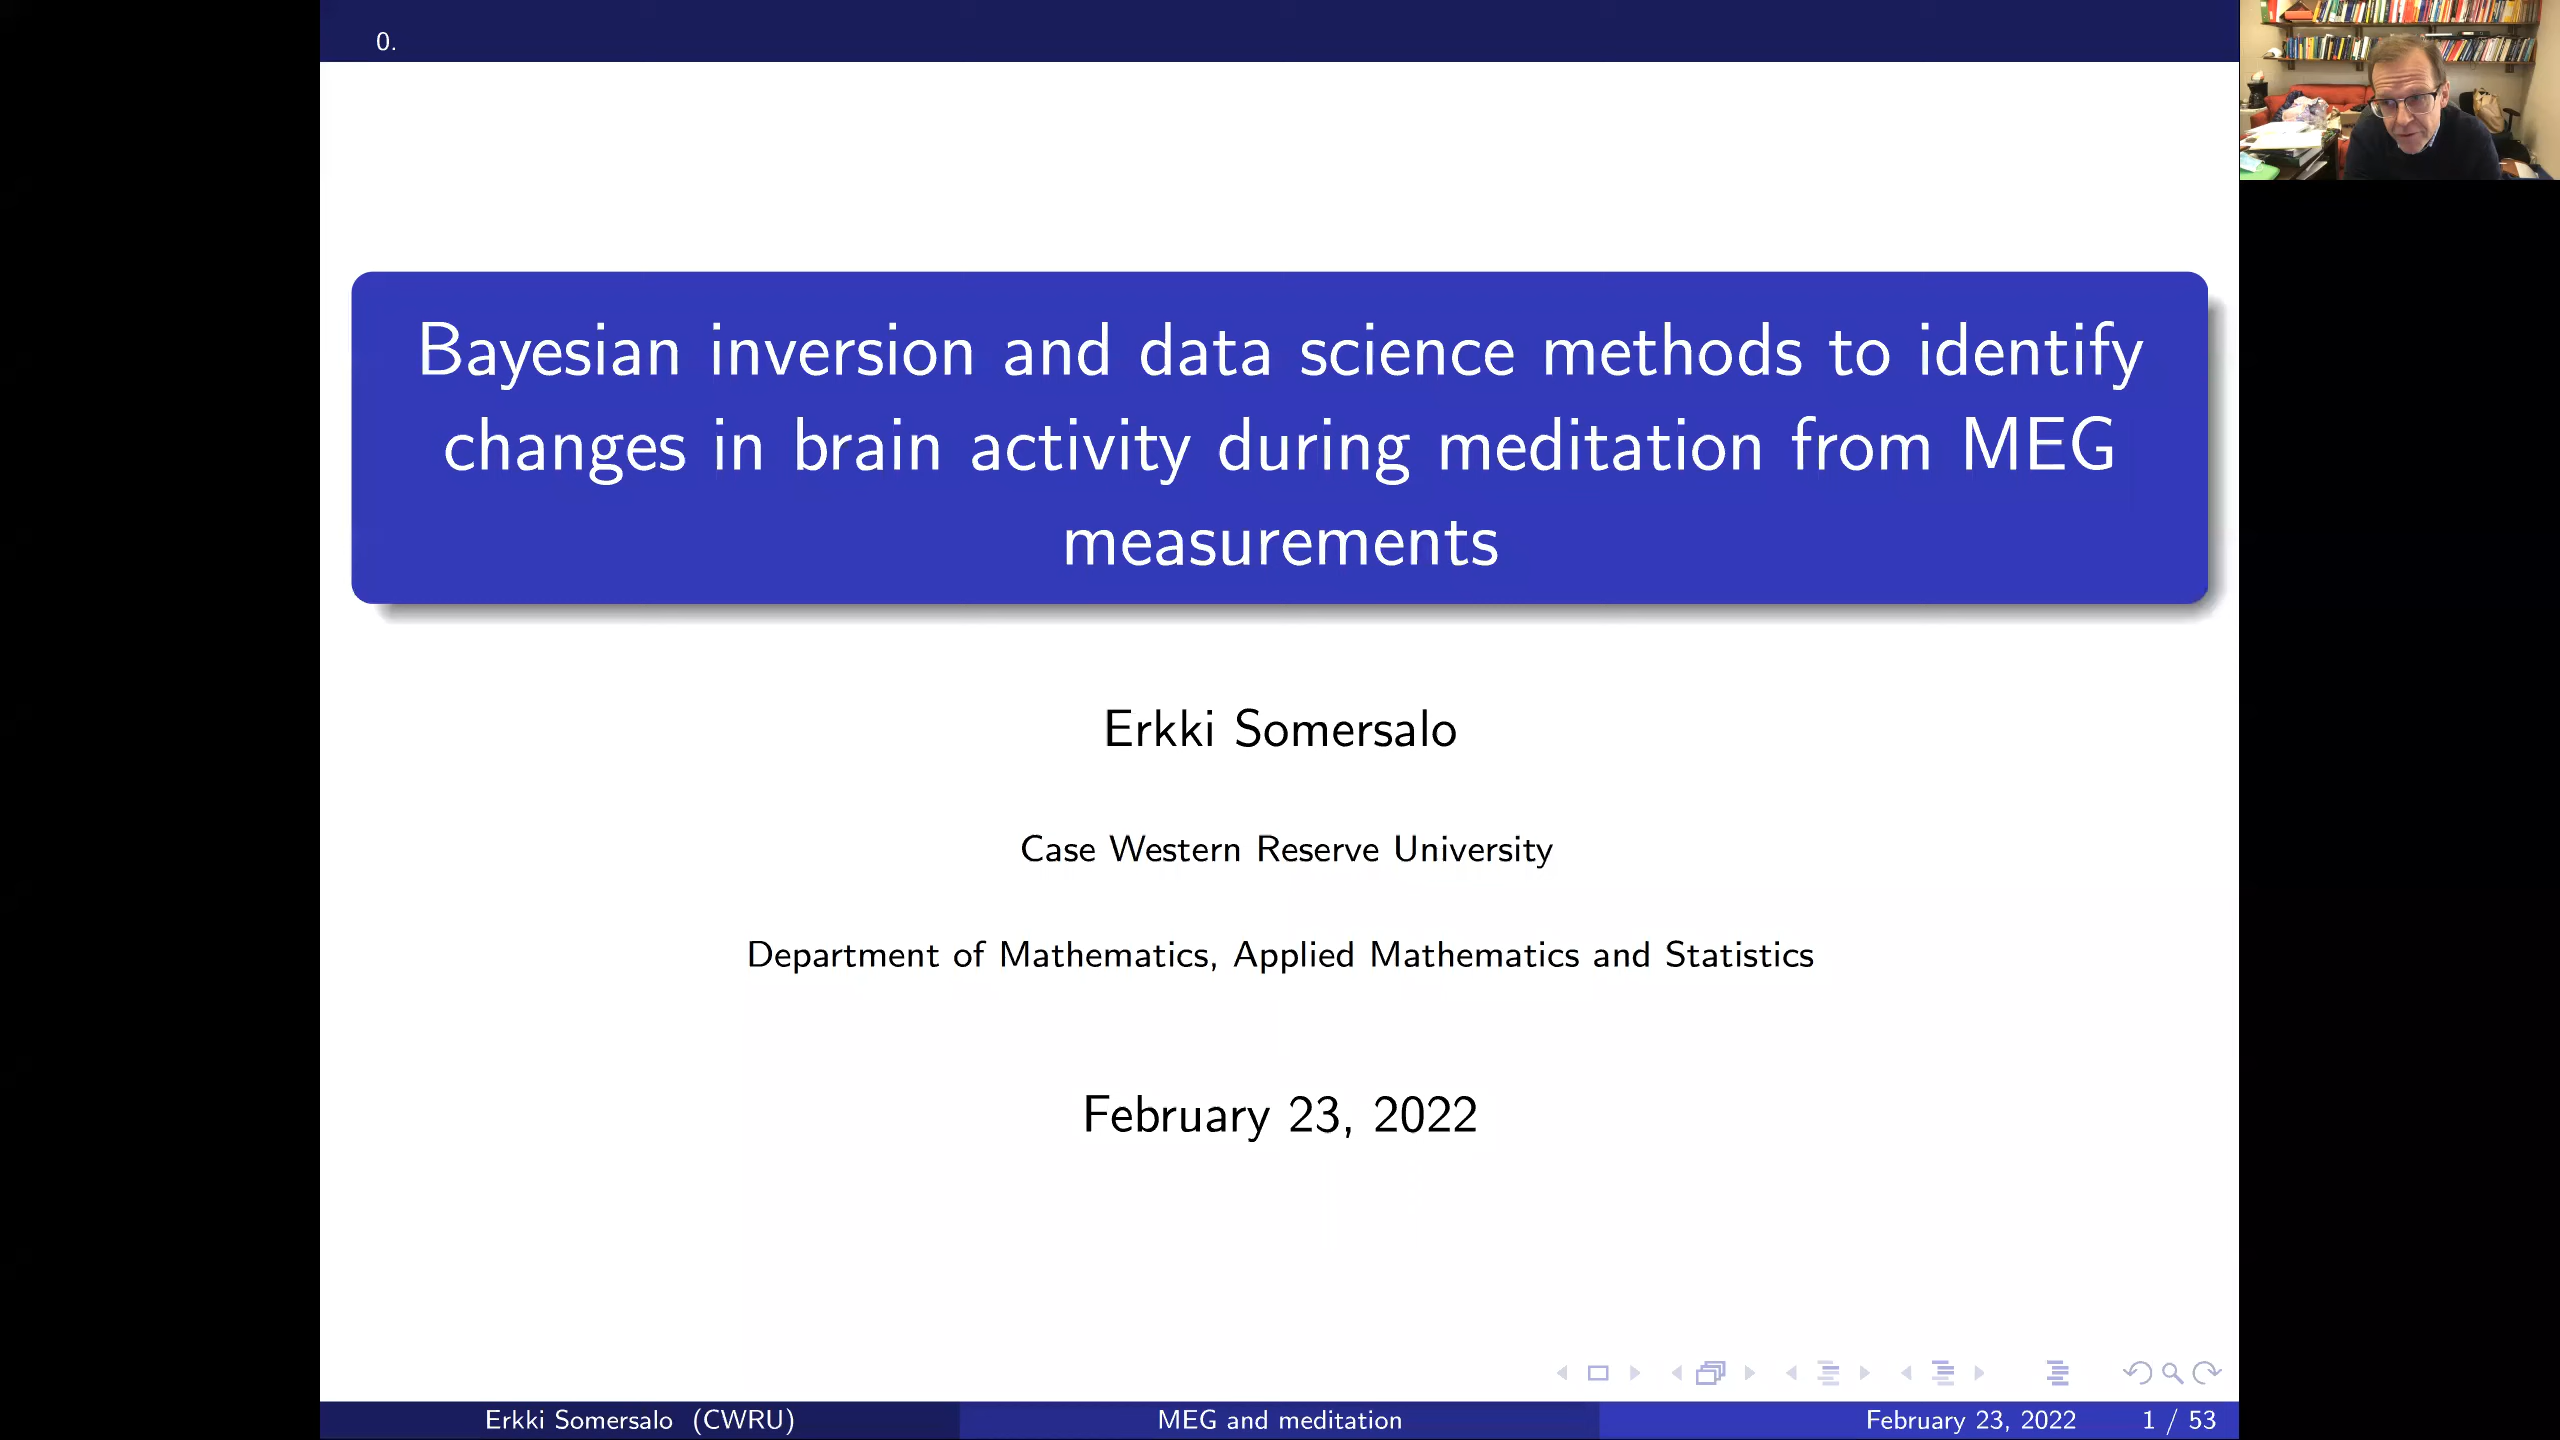 0.
Bayesian inversion and data science methods to identify
changes in brain activity during meditation from MEG
measurements
Erkki Somersalo
Case Western Reserve University
Department of Mathematics, Applied Mathematics and Statistics
February 23, 2022
Erkki Somersalo (CWRU) MEG and meditation February 23, 2022 1 / 53